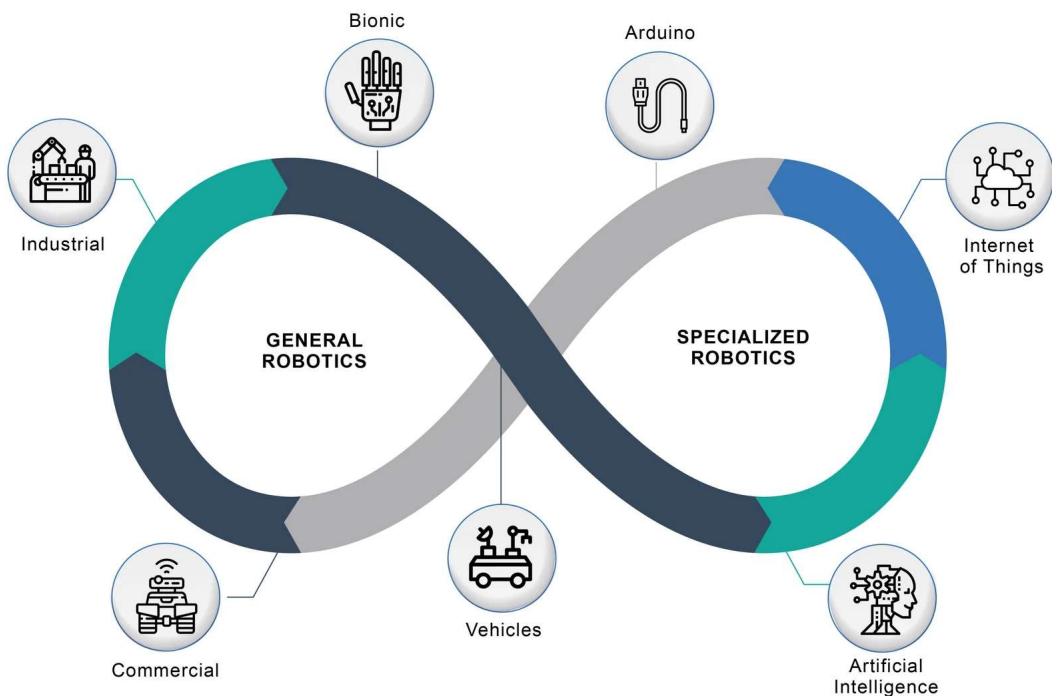 Bionic
Arduino
Industrial
Internet
of Things
GENERAL
ROBOTICS
SPECIALIZED
ROBOTICS
Commercial
Vehicles
Artificial
Intelligence